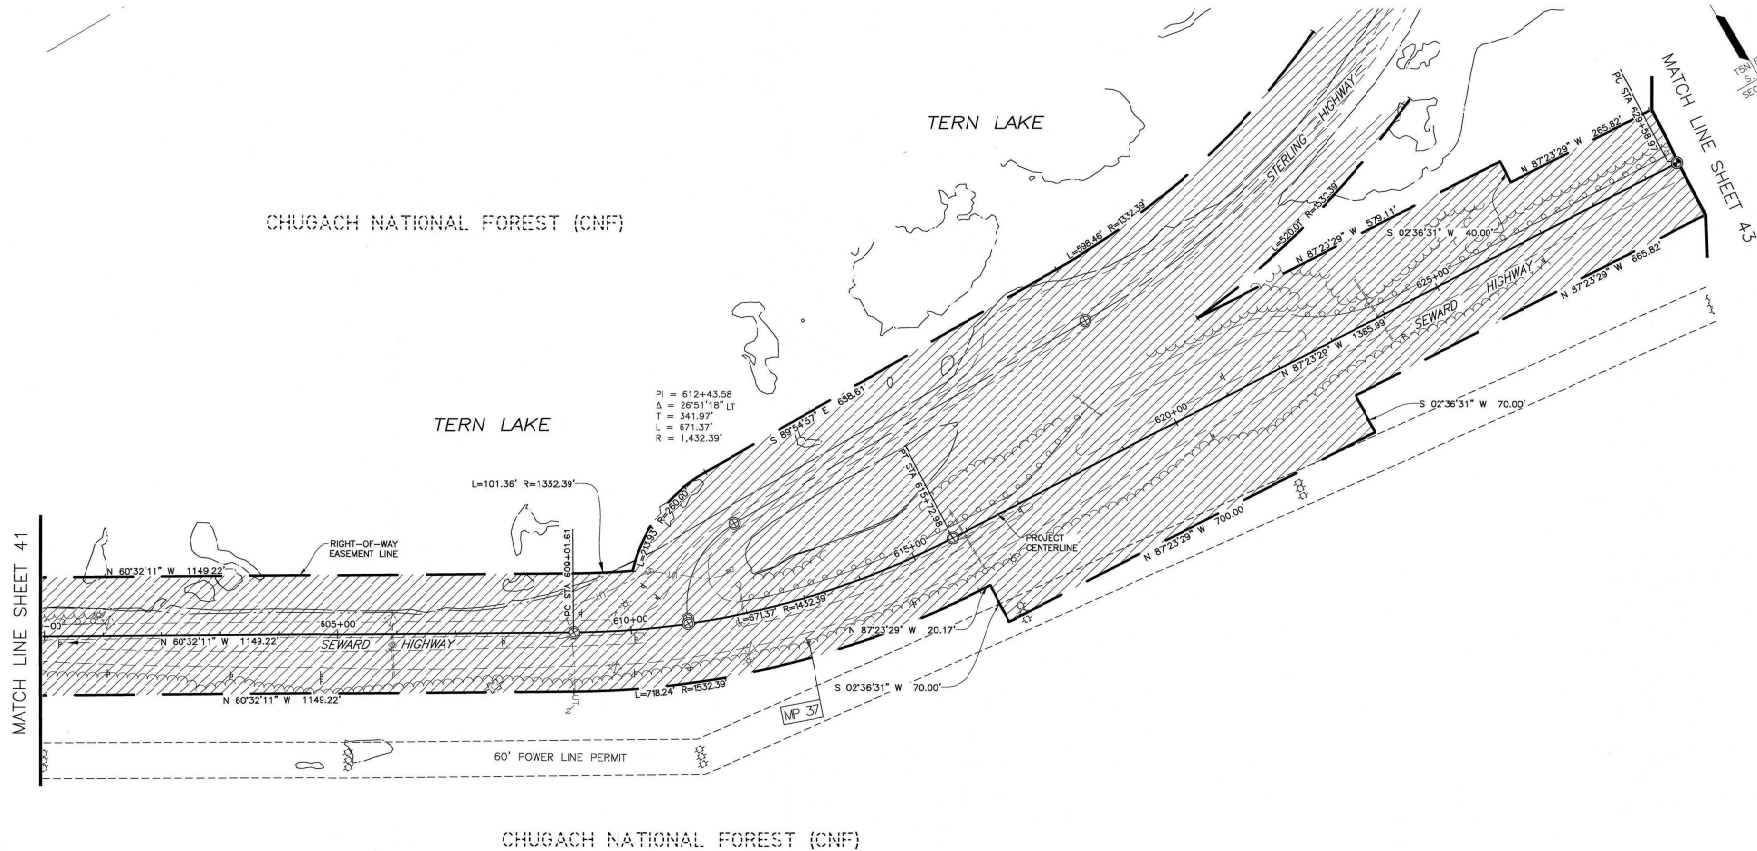 TERN LAKE
CHUGACH NATIONAL FOREST (CNF)
STERLING HIGHWAY
MATCH LINE SHEET 43
PC STA 629+58.97
N 87°23'29" W 265.82'
L=598.46' R=1332.39'
N 87°23'29" W 579.11'
S 02°36'31" W 40.00'
625+00
SEWARD HIGHWAY
N 87°23'29" W 665.82'
N 87°23'29" W 1385.99'
PI = 612+43.58
Δ = 26°51'18" LT
T = 341.97'
L = 671.37'
R = 1,432.39'
S 89°54'57" E 638.61'
TERN LAKE
620+00
S 02°36'31" W 70.00'
L=101.36' R=1332.39'
L=213.93' R=260.00'
PT STA 615+72.98
PROJECT
CENTERLINE
N 87°23'29" W 700.00'
615+00
MATCH LINE SHEET 41
RIGHT-OF-WAY
EASEMENT LINE
N 60°32'11" W 1149.22'
PC STA 609+01.61
605+00
610+00
L=671.37' R=1432.39'
N 60°32'11" W 1149.22'
SEWARD HIGHWAY
N 87°23'29" W 20.17'
N 60°32'11" W 1149.22'
L=718.24' R=1532.39'
S 02°36'31" W 70.00'
MP 37
60' POWER LINE PERMIT
CHUGACH NATIONAL FOREST (CNF)